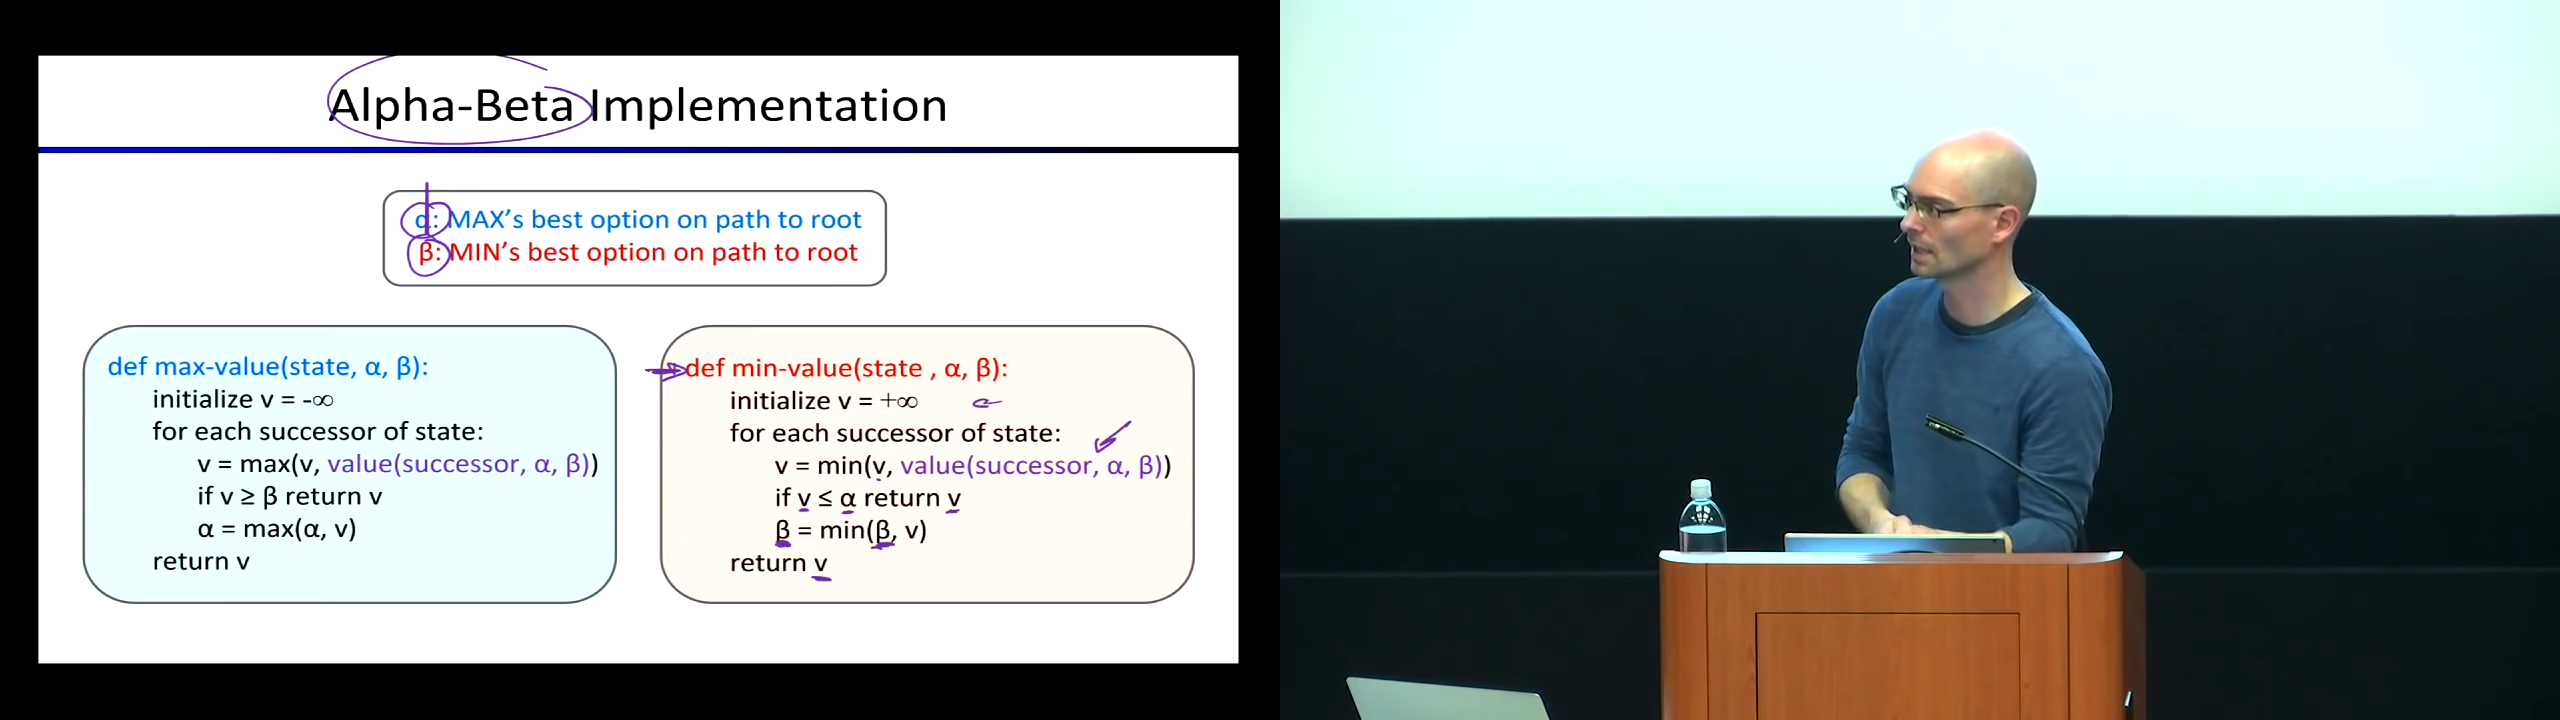 Alpha-Beta Implementation
α: MAX's best option on path to root
β: MIN's best option on path to root
def max-value(state, α, β):
initialize v = -∞
for each successor of state:
v = max(v, value(successor, α, β))
if v ≥ β return v
α = max(α, v)
return v
def min-value(state , α, β):
initialize v = +∞
for each successor of state:
v = min(v, value(successor, α, β))
if v ≤ α return v
β = min(β, v)
return v